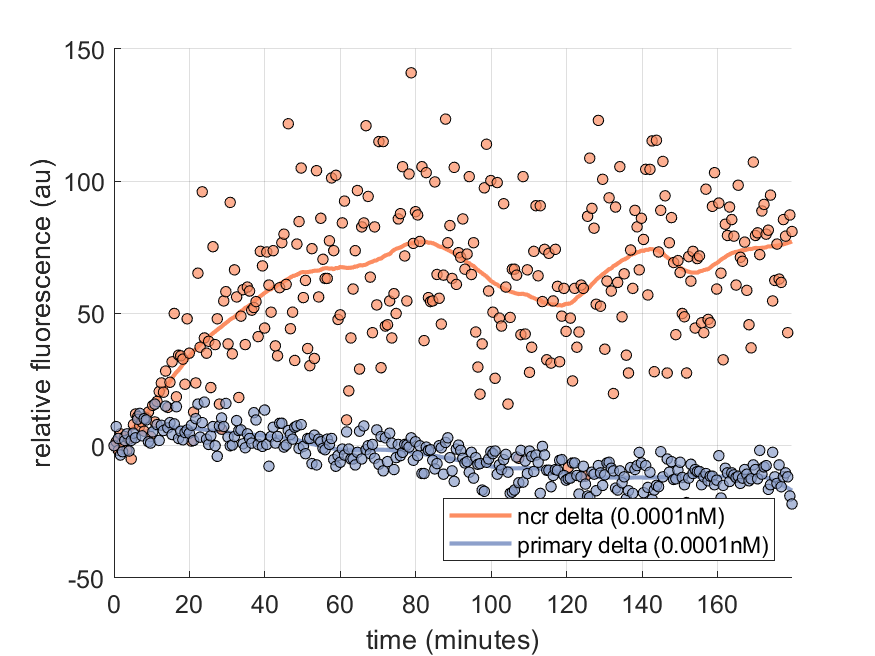 150
100
50
0
-50
relative fluorescence (au)
ncr delta (0.0001nM)
primary delta (0.0001nM)
0 20 40 60 80 100 120 140 160
time (minutes)